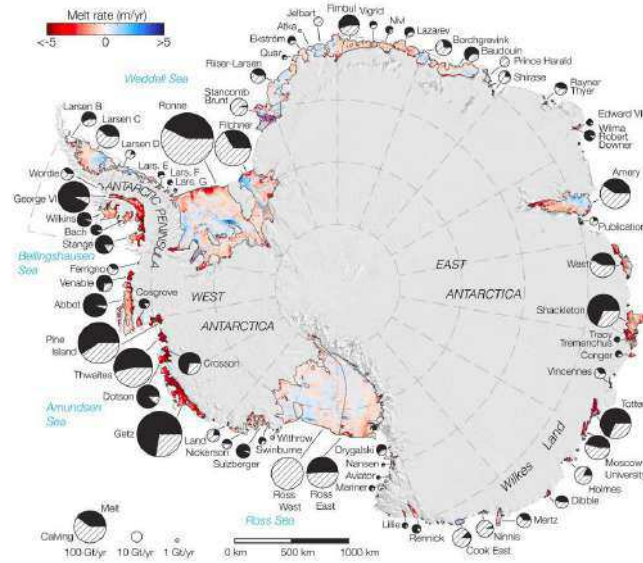 Melt rate (m/yr)
<-5 0 >5
Weddell Sea
Jelbart
Atka
Ekström
Quar
Riiser-Larsen
Stancomb
Brunt
Fimbul
Vigrid
Nivl
Lazarev
Borchgrevink
Baudouin
Prince Harald
Shirase
Rayner
Thyer
Edward VIII
Wilma
Robert
Downer
Amery
Publications
West
Shackleton
Tracy
Tremenchus
Conger
Vincennes
Totten
Moscow
University
Holmes
Dibble
Mertz
Ninnis
Cook East
Rennick
Lillie
Wilkes Land
EAST
ANTARCTICA
Larsen B
Larsen C
Larsen D
Lars. E
Lars. F
Lars. G
Ronne
Filchner
Wordie
ANTARCTIC PENINSULA
George VI
Wilkins
Bach
Stange
Bellingshausen
Sea
Ferrigno
Venable
Abbot
Cosgrove
WEST
ANTARCTICA
Pine
Island
Thwaites
Crosson
Dotson
Amundsen
Sea
Getz
Land
Nickerson
Sulzberger
Swinburne
Withrow
Ross
West
Ross
East
Drygalski
Nansen
Aviator
Mariner
Ross Sea
Melt
Calving
100 Gt/yr 10 Gt/yr 1 Gt/yr
0 500 km 1000 km